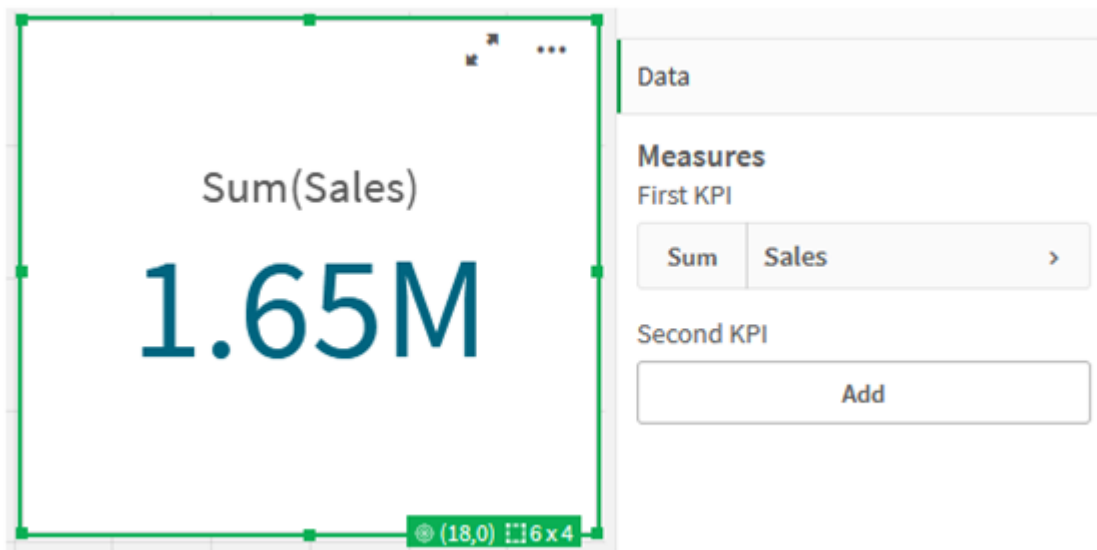 Sum(Sales)
1.65M
(18,0) 6 x 4
Data
Measures
First KPI
Sum Sales
Second KPI
Add